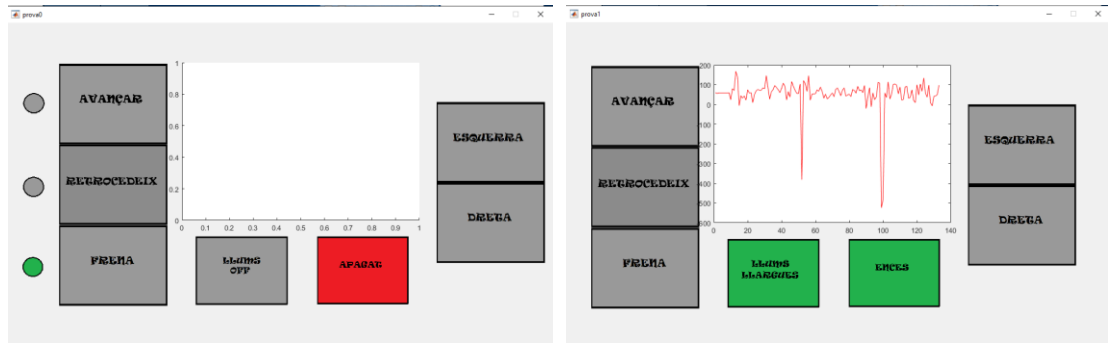 prova0
AVANÇAR
RETROCEDEIX
FRENA
1
0.8
0.6
0.4
0.2
0
0 0.1 0.2 0.3 0.4 0.5 0.6 0.7 0.8 0.9 1
LLUMS
OFF
APAGAT
ESQUERRA
DRETA
prova1
AVANÇAR
RETROCEDEIX
FRENA
200
100
0
100
200
300
400
500
600
0 20 40 60 80 100 120 140
LLUMS
LLARGUES
ENCES
ESQUERRA
DRETA